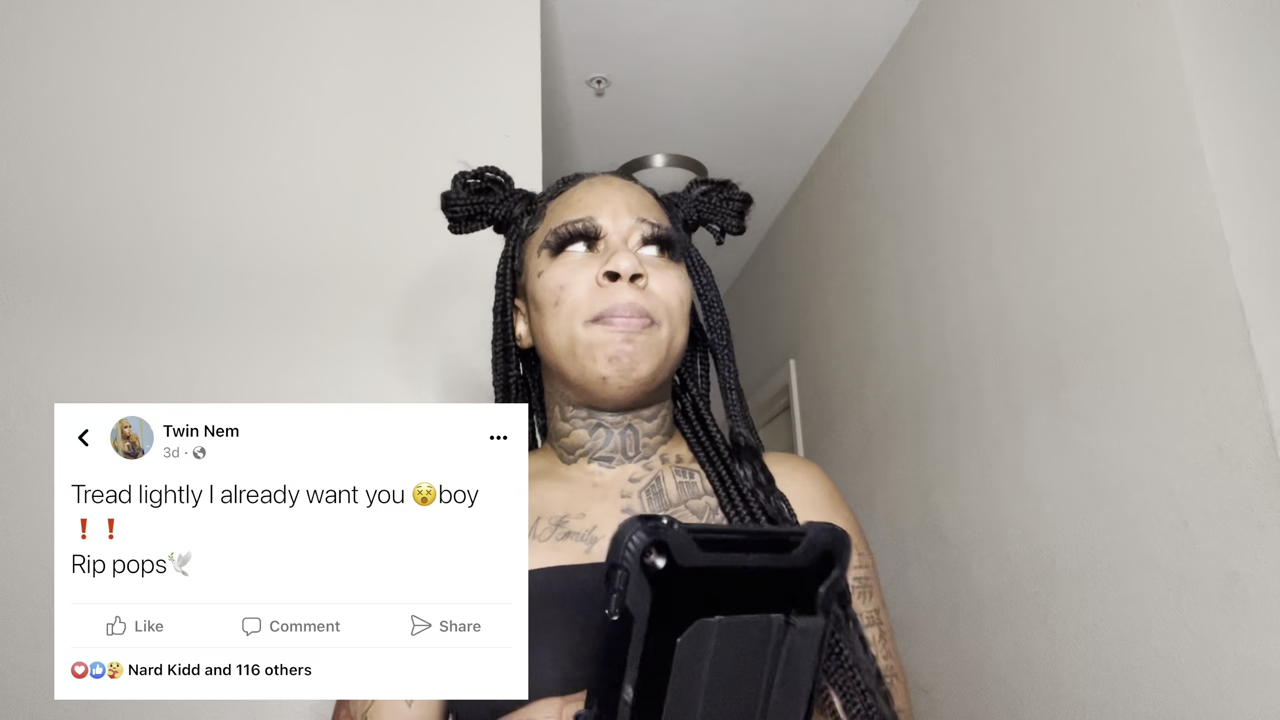 Twin Nem
3d ·
Tread lightly I already want you 😵boy
❗❗
Rip pops🕊️
Like Comment Share
Nard Kidd and 116 others
20
Family